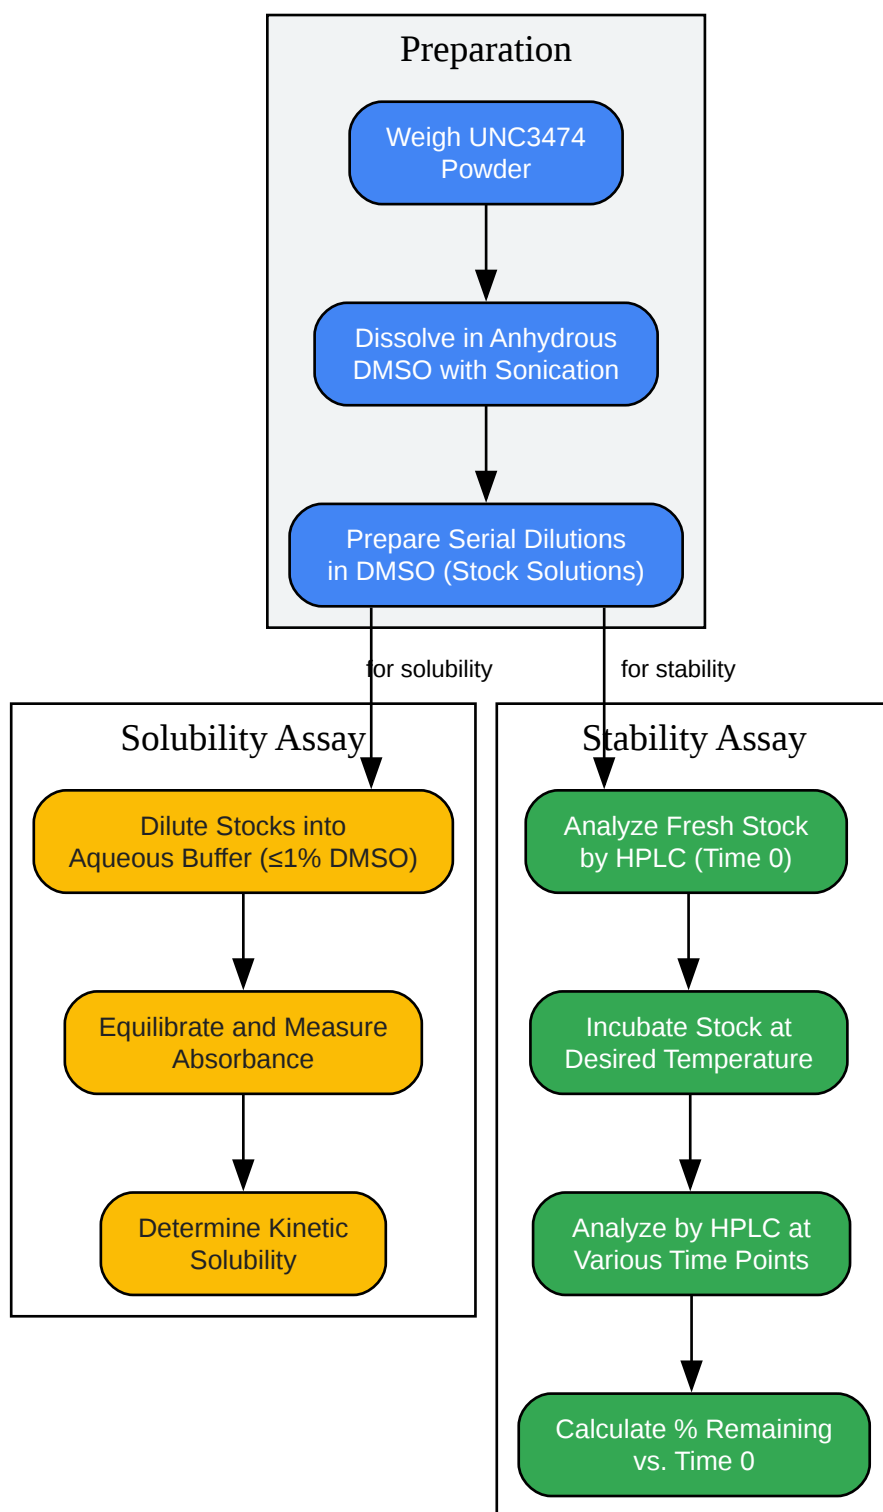 Preparation
Weigh UNC3474
Powder
Dissolve in Anhydrous
DMSO with Sonication
Prepare Serial Dilutions
in DMSO (Stock Solutions)
for solubility
for stability
Solubility Assay
Dilute Stocks into
Aqueous Buffer (≤1% DMSO)
Equilibrate and Measure
Absorbance
Determine Kinetic
Solubility
Stability Assay
Analyze Fresh Stock
by HPLC (Time 0)
Incubate Stock at
Desired Temperature
Analyze by HPLC at
Various Time Points
Calculate % Remaining
vs. Time 0